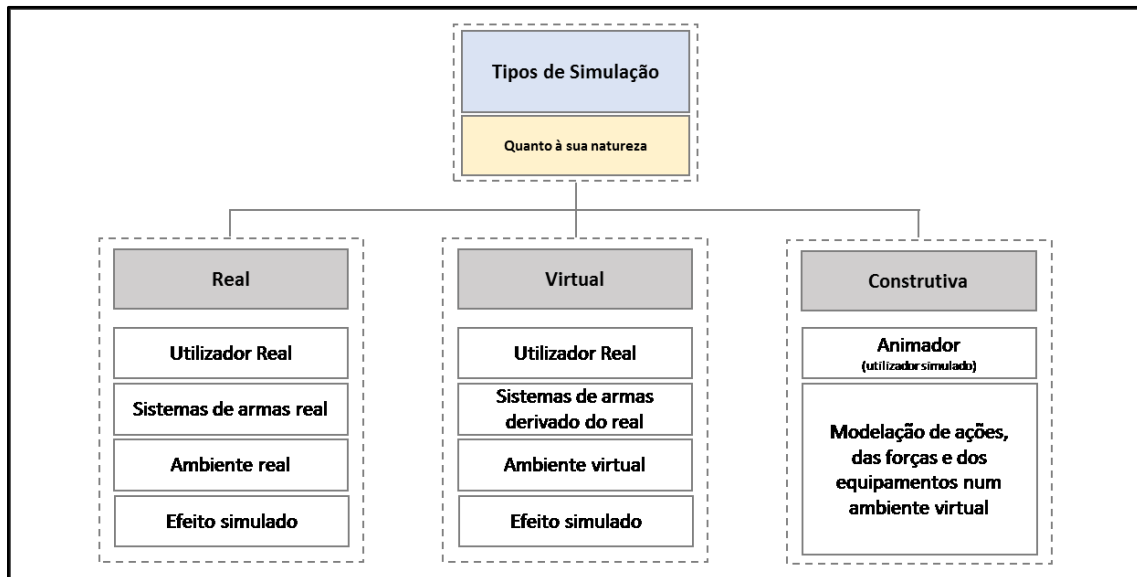 Tipos de Simulação
Quanto à sua natureza
Real
Utilizador Real
Sistemas de armas real
Ambiente real
Efeito simulado
Virtual
Utilizador Real
Sistemas de armas
derivado do real
Ambiente virtual
Efeito simulado
Construtiva
Animador
(utilizador simulado)
Modelação de ações,
das forças e dos
equipamentos num
ambiente virtual